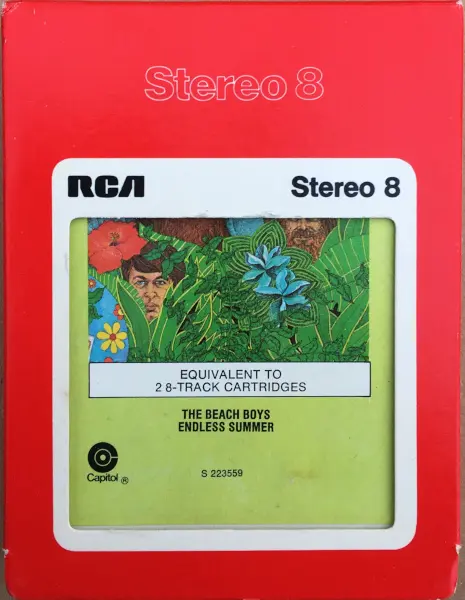 Stereo 8
RCA
Stereo 8
EQUIVALENT TO
2 8-TRACK CARTRIDGES
THE BEACH BOYS
ENDLESS SUMMER
Capitol ®
S 223559